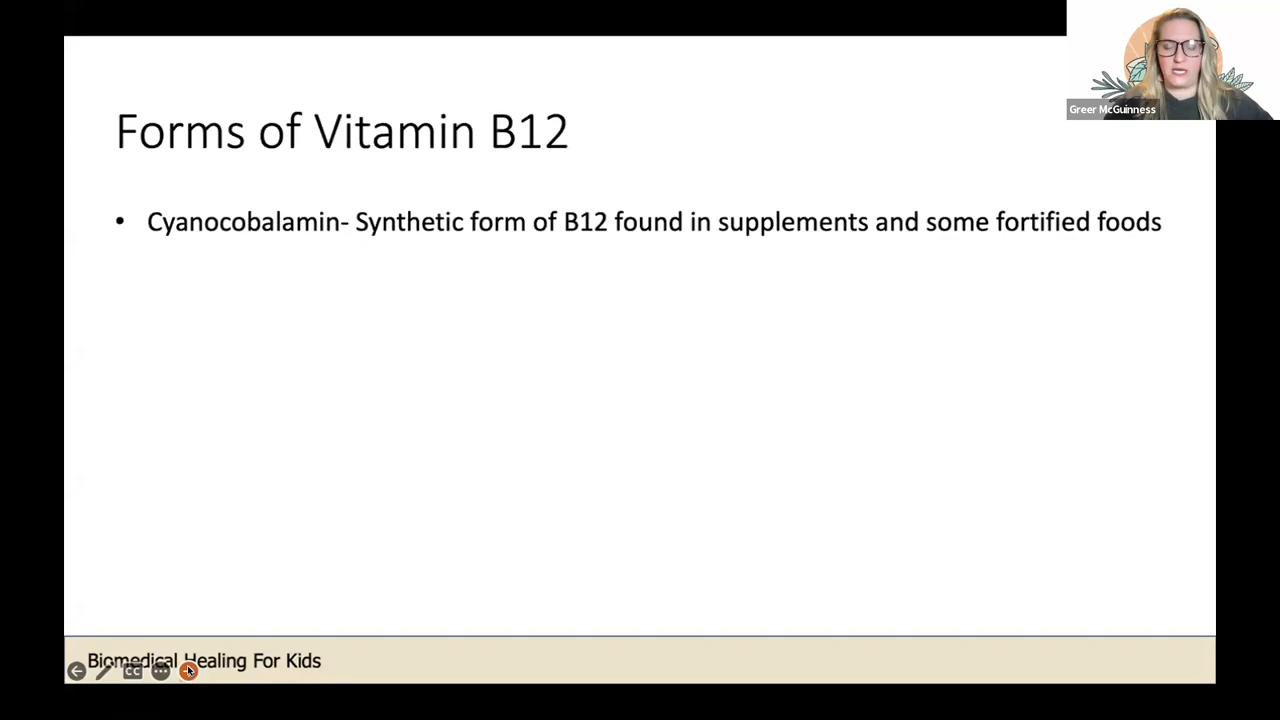 Greer McGuinness
Forms of Vitamin B12
• Cyanocobalamin- Synthetic form of B12 found in supplements and some fortified foods
Biomedical Healing For Kids
CC